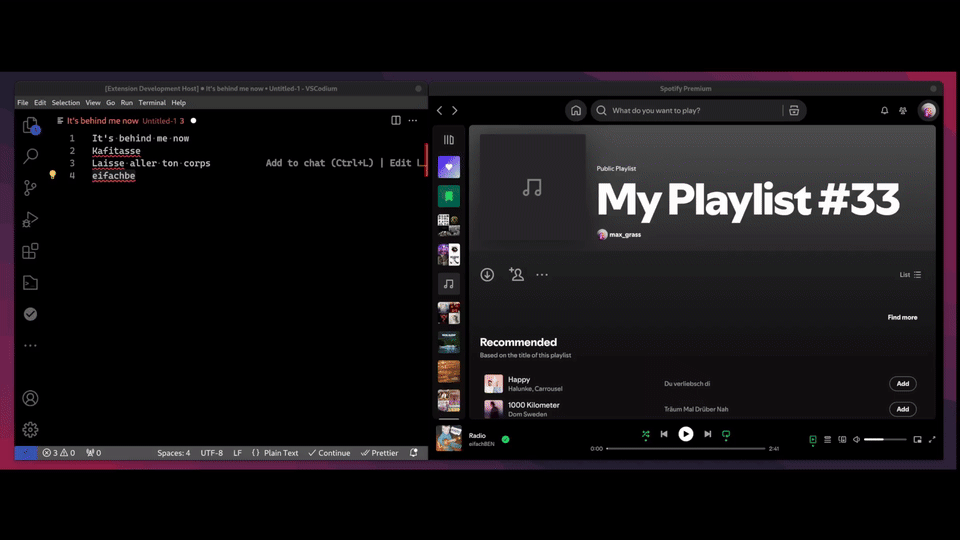 [Extension Development Host] • It's behind me now • Untitled-1 - VSCodium
File Edit Selection View Go Run Terminal Help
It's behind me now Untitled-1 3
1 It's·behind·me·now
2 Kafitasse
3 Laisse·aller·ton·corps Add to chat (Ctrl+L) | Edit L…
4 eifachbe
3 0 0 Spaces: 4 UTF-8 LF {} Plain Text Continue Prettier
Spotify Premium
What do you want to play?
Public Playlist
My Playlist #33
max_grass
List
Find more
Recommended
Based on the title of this playlist
Happy
Halunke, Carrousel
Du verliebsch di
Add
1000 Kilometer
Dom Sweden
Träum Mal Drüber Nah
Add
Radio
eifachBEN
0:00 2:41